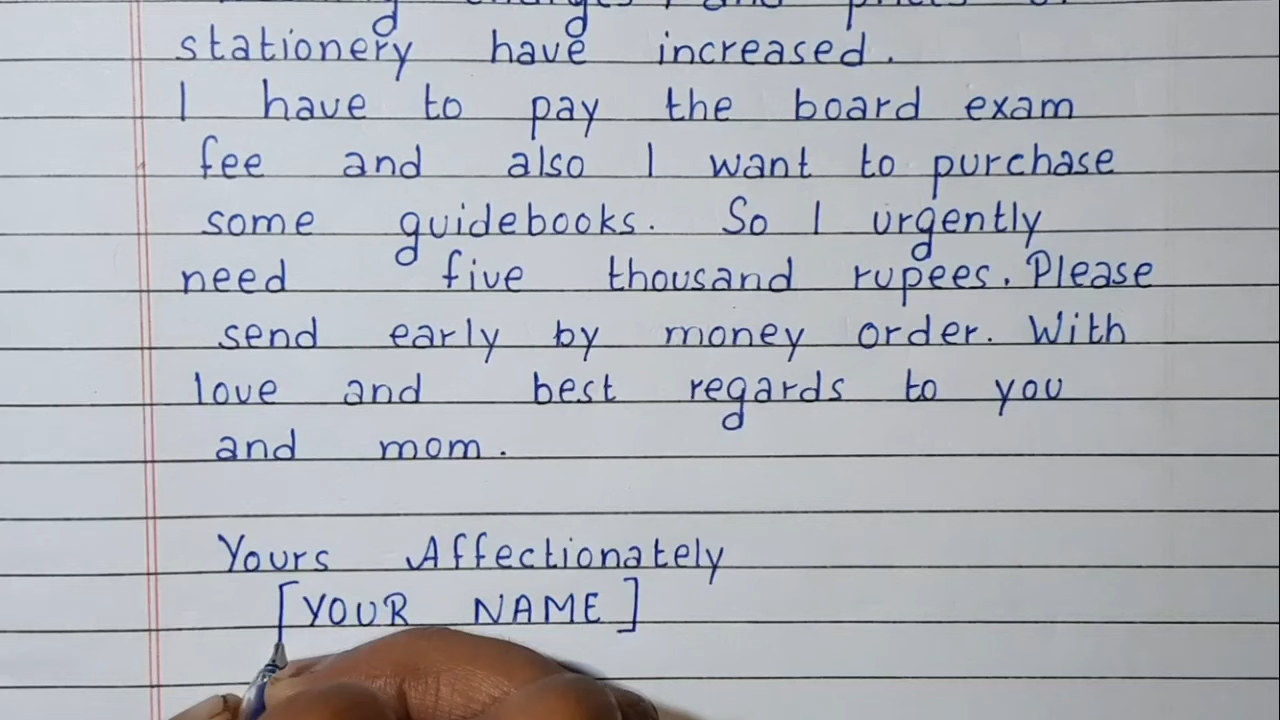 stationery have increased.
I have to pay the board exam
fee and also I want to purchase
some guidebooks. So I urgently
need five thousand rupees. Please
send early by money order. With
love and best regards to you
and mom.
Yours Affectionately
[YOUR NAME]